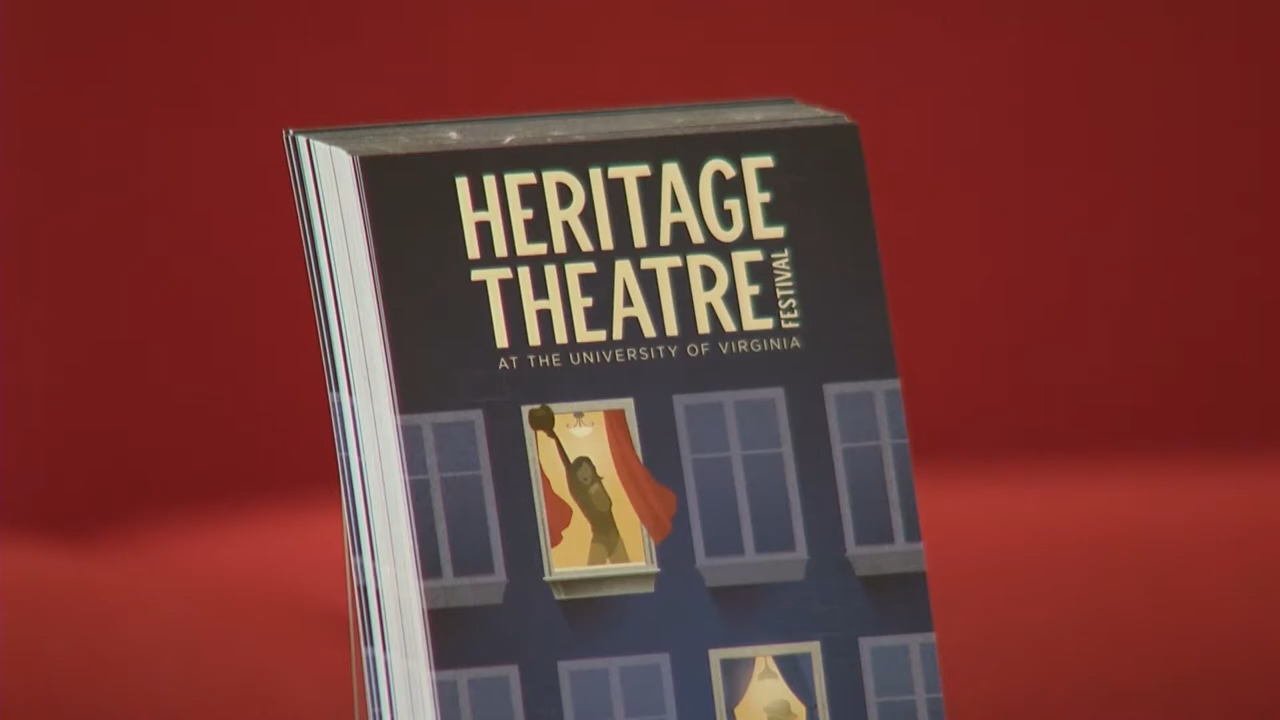 HERITAGE
THEATRE
FESTIVAL
AT THE UNIVERSITY OF VIRGINIA